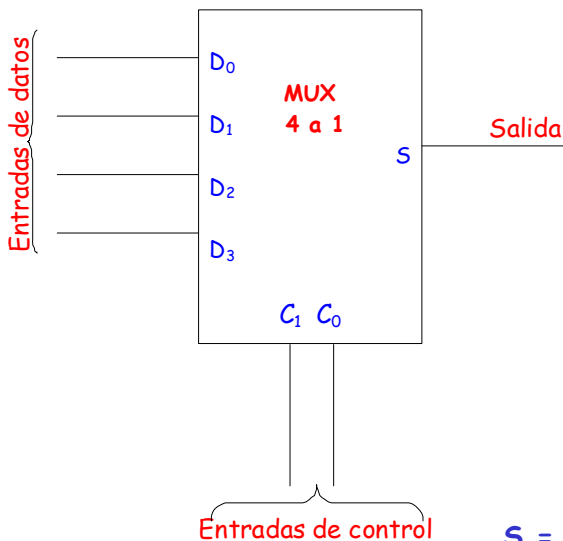 Entradas de datos
D₀
D₁
D₂
D₃
MUX
4 a 1
S
Salida
C₁ C₀
Entradas de control
S =